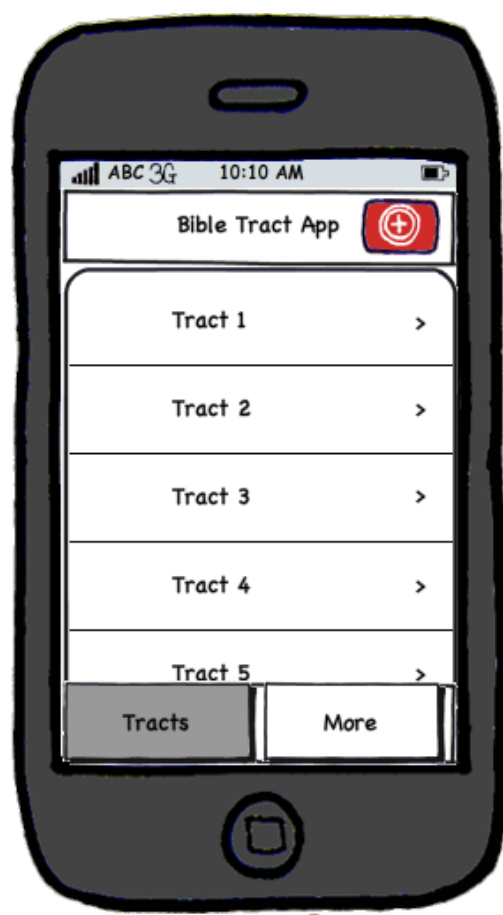 ABC 3G 10:10 AM
Bible Tract App
Tract 1 >
Tract 2 >
Tract 3 >
Tract 4 >
Tract 5 >
Tracts More